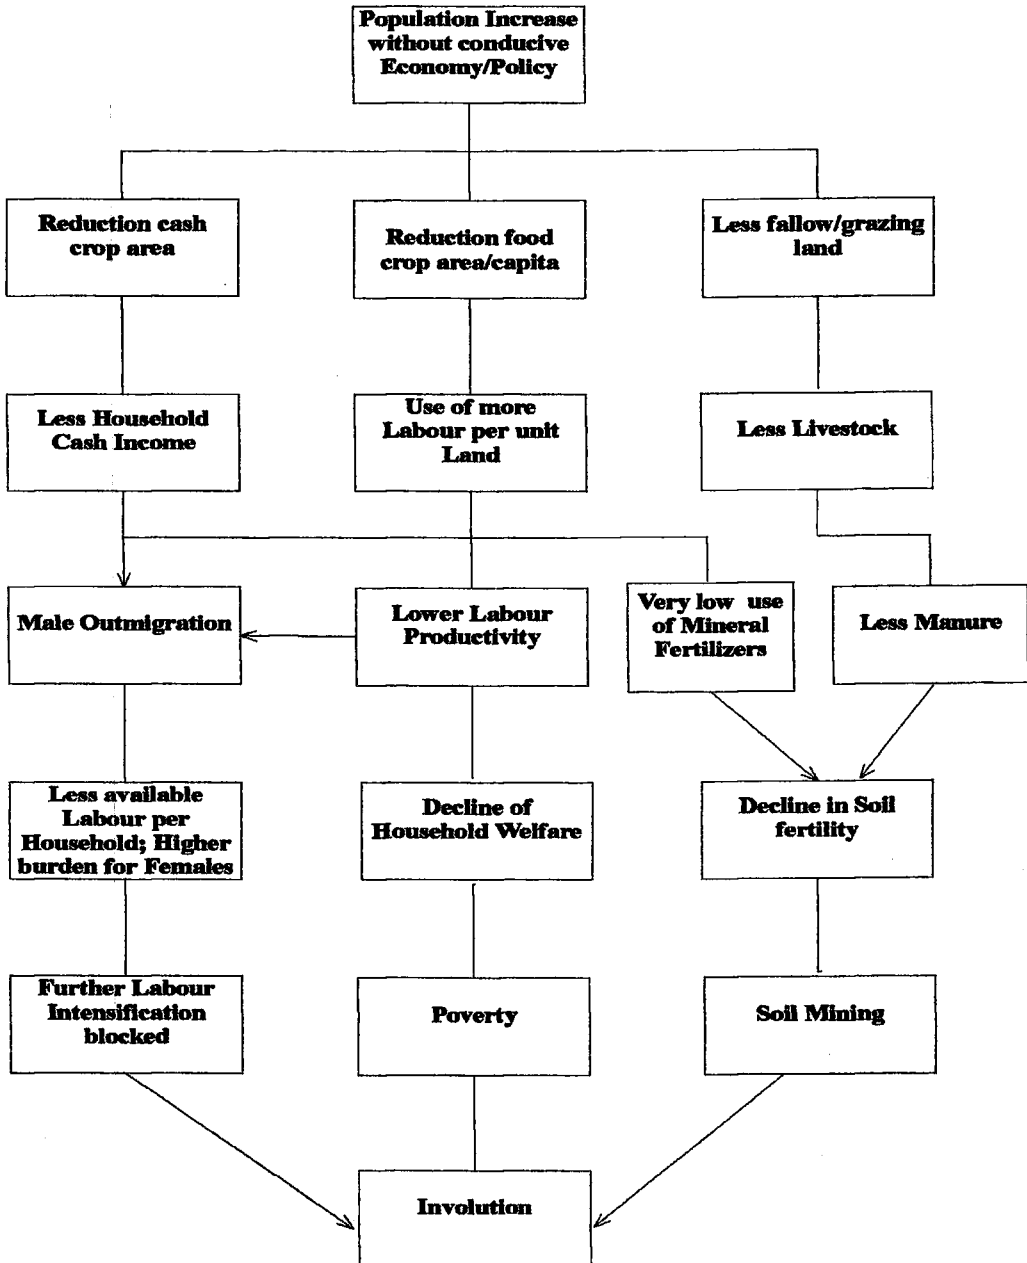 Population Increase
without conducive
Economy/Policy
Reduction cash
crop area
Reduction food
crop area/capita
Less fallow/grazing
land
Less Household
Cash Income
Use of more
Labour per unit
Land
Less Livestock
Male Outmigration
Lower Labour
Productivity
Very low use
of Mineral
Fertilizers
Less Manure
Less available
Labour per
Household; Higher
burden for Females
Decline of
Household Welfare
Decline in Soil
fertility
Further Labour
Intensification
blocked
Poverty
Soil Mining
Involution